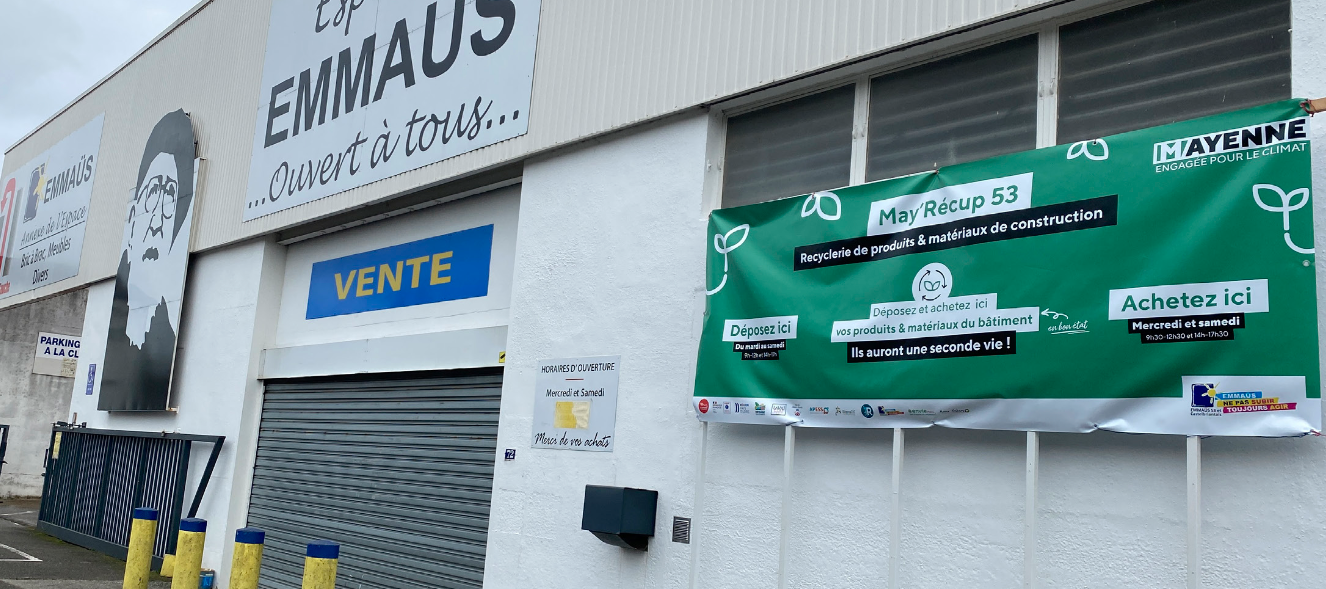 EMMAÜS
...Ouvert à tous...
EMMAÜS
Annexe de l'Espace
Bric à Brac, Meubles
Divers
PARKING
A LA CL
VENTE
HORAIRES D'OUVERTURE
Mercredi et Samedi
Merci de vos achats
72
MAYENNE
ENGAGÉE POUR LE CLIMAT
May'Récup 53
Recyclerie de produits & matériaux de construction
Déposez et achetez ici
vos produits & matériaux du bâtiment
en bon état
Ils auront une seconde vie !
Déposez ici
Du mardi au samedi
9h-12h et 14h-17h
Achetez ici
Mercredi et samedi
9h30-12h30 et 14h-17h30
EMMAUS
NE PAS SUBIR
TOUJOURS AGIR